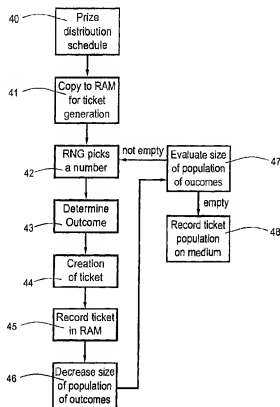 40
Prize
distribution
schedule
41
Copy to RAM
for ticket
generation
42
RNG picks
a number
not empty
Evaluate size
of population
of oucomes
47
43
Determine
Outcome
empty
Record ticket
population
on medium
48
44
Creation
of ticket
45
Record ticket
in RAM
46
Decrease size
of population
of outcomes